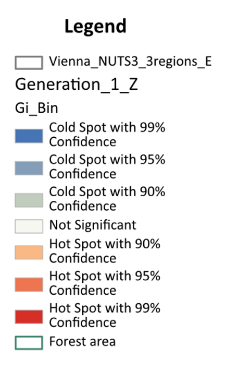 Legend
Vienna_NUTS3_3regions_E
Generation_1_Z
Gi_Bin
Cold Spot with 99%
Confidence
Cold Spot with 95%
Confidence
Cold Spot with 90%
Confidence
Not Significant
Hot Spot with 90%
Confidence
Hot Spot with 95%
Confidence
Hot Spot with 99%
Confidence
Forest area